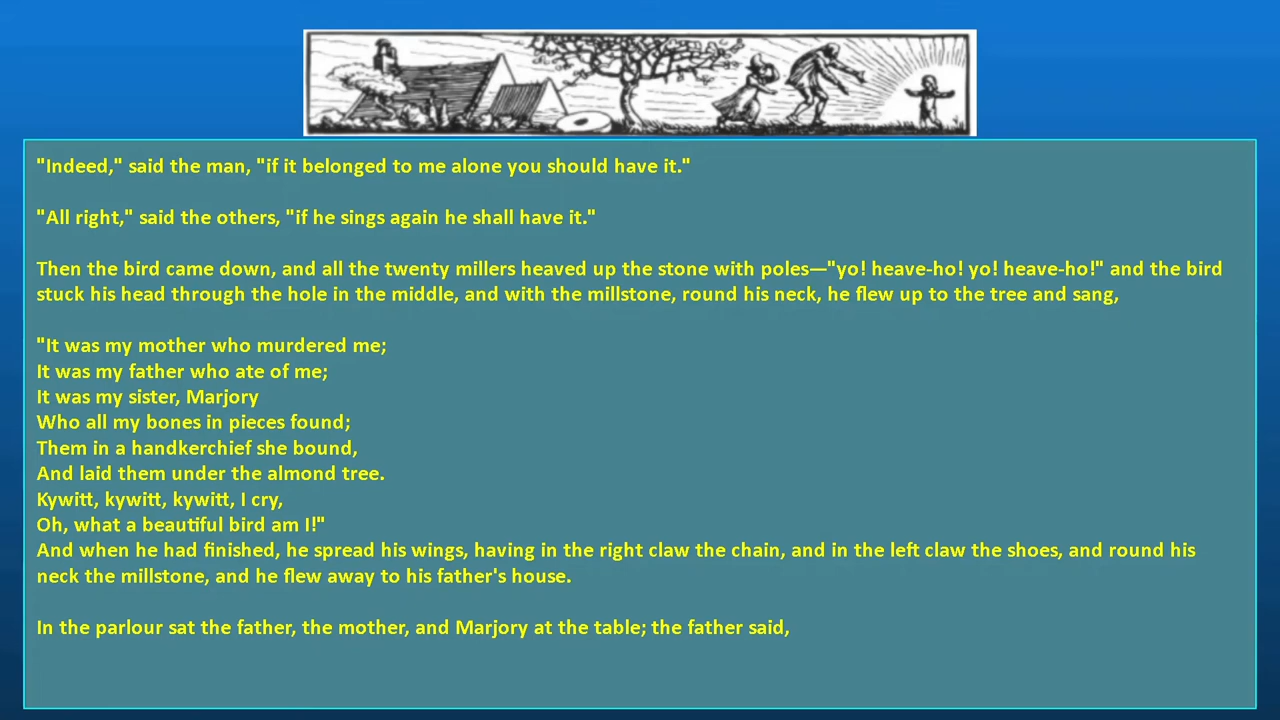 "Indeed," said the man, "if it belonged to me alone you should have it."
"All right," said the others, "if he sings again he shall have it."
Then the bird came down, and all the twenty millers heaved up the stone with poles—"yo! heave-ho! yo! heave-ho!" and the bird
stuck his head through the hole in the middle, and with the millstone, round his neck, he flew up to the tree and sang,
"It was my mother who murdered me;
It was my father who ate of me;
It was my sister, Marjory
Who all my bones in pieces found;
Them in a handkerchief she bound,
And laid them under the almond tree.
Kywitt, kywitt, kywitt, I cry,
Oh, what a beautiful bird am I!"
And when he had finished, he spread his wings, having in the right claw the chain, and in the left claw the shoes, and round his
neck the millstone, and he flew away to his father's house.
In the parlour sat the father, the mother, and Marjory at the table; the father said,